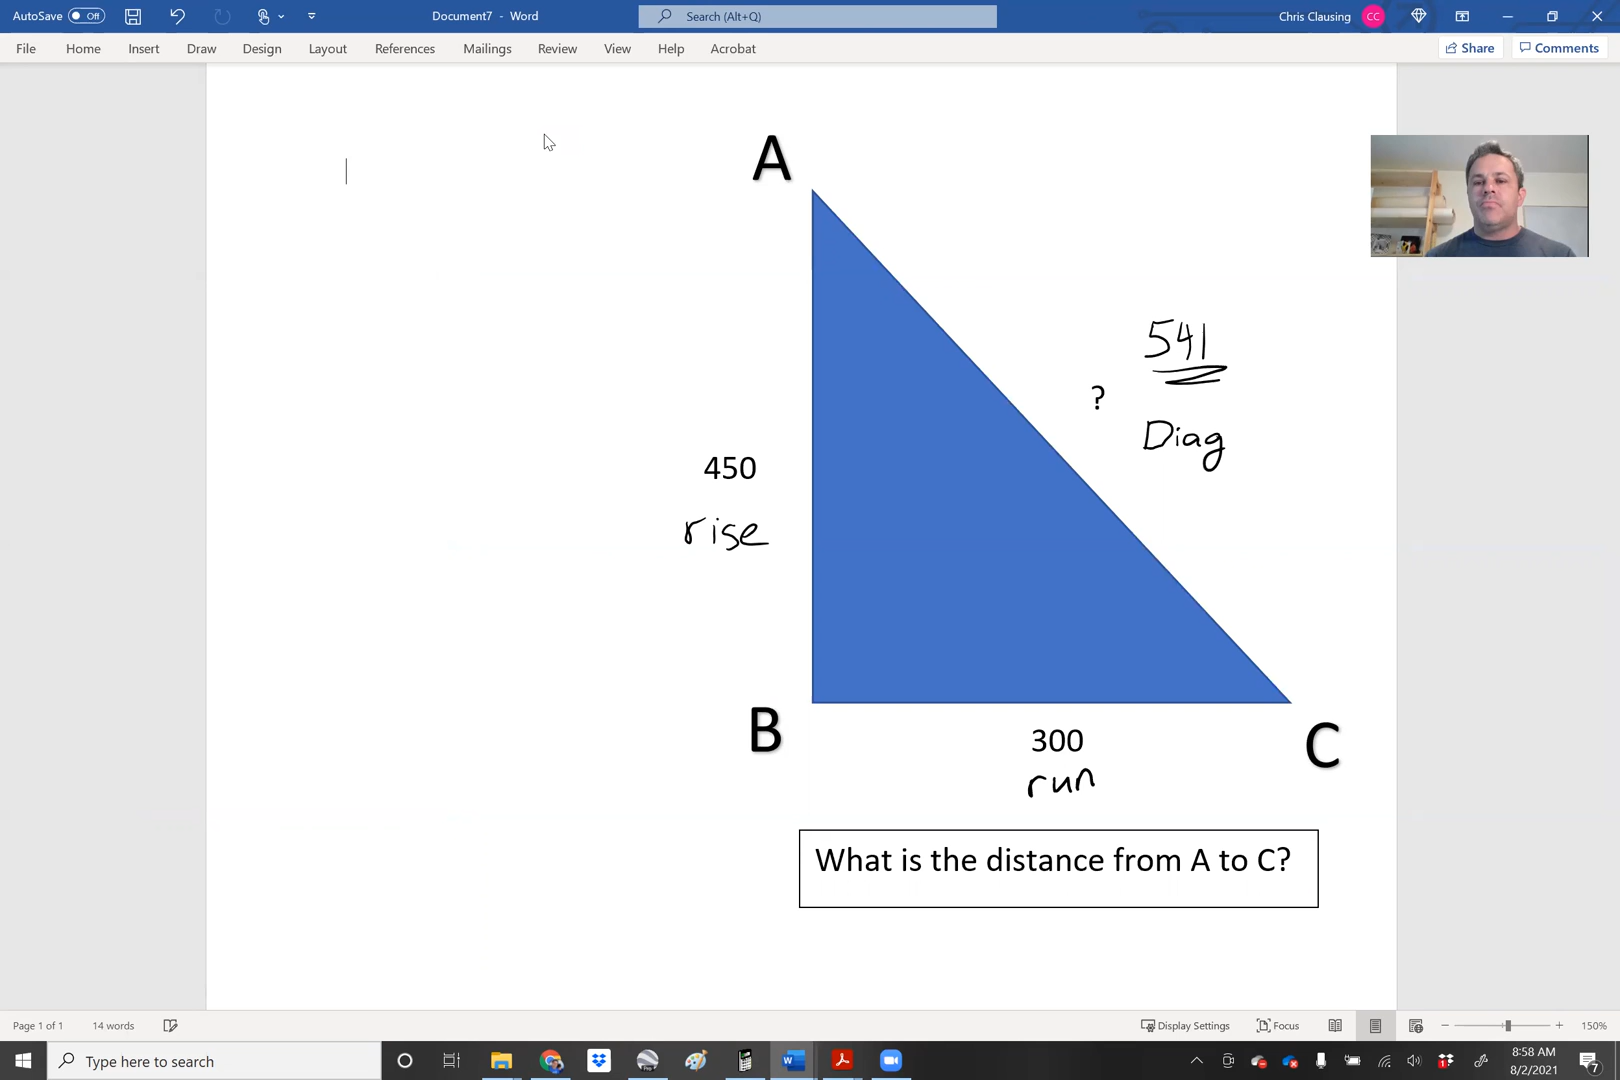 AutoSave Off Document7 - Word Search (Alt+Q) Chris Clausing CC
File Home Insert Draw Design Layout References Mailings Review View Help Acrobat Share Comments
A
541
?
Diag
450
rise
B
300
C
run
What is the distance from A to C?
Page 1 of 1 14 words Display Settings Focus 150%
Type here to search 8:58 AM
8/2/2021
7